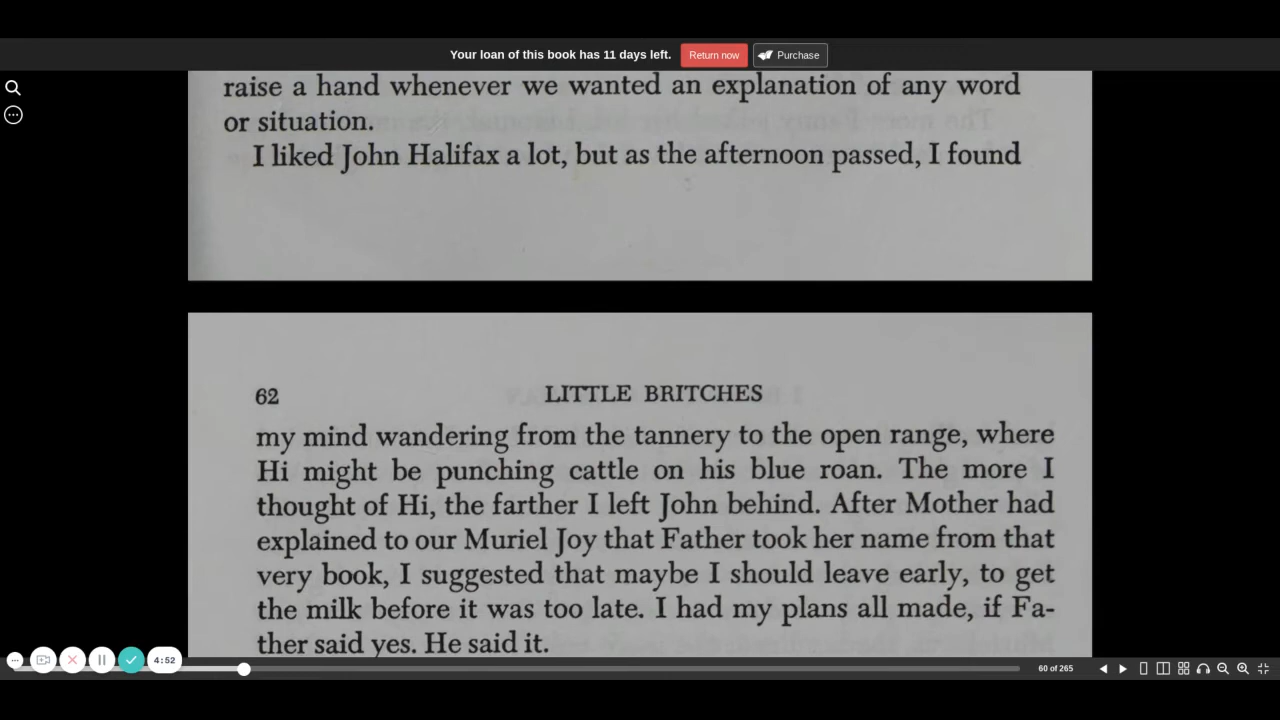 Your loan of this book has 11 days left. Return now Purchase
raise a hand whenever we wanted an explanation of any word
or situation.
I liked John Halifax a lot, but as the afternoon passed, I found
62 LITTLE BRITCHES
my mind wandering from the tannery to the open range, where
Hi might be punching cattle on his blue roan. The more I
thought of Hi, the farther I left John behind. After Mother had
explained to our Muriel Joy that Father took her name from that
very book, I suggested that maybe I should leave early, to get
the milk before it was too late. I had my plans all made, if Fa-
ther said yes. He said it.
4:52
60 of 265